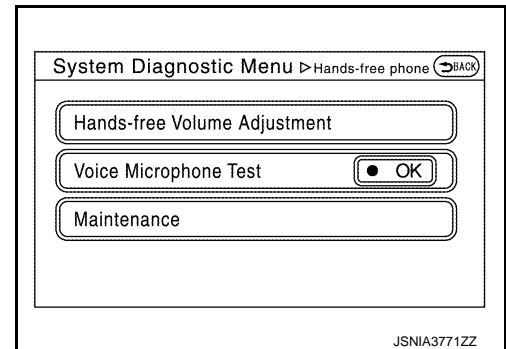 System Diagnostic Menu ▷Hands-free phone BACK
Hands-free Volume Adjustment
Voice Microphone Test ● OK
Maintenance
JSNIA3771ZZ